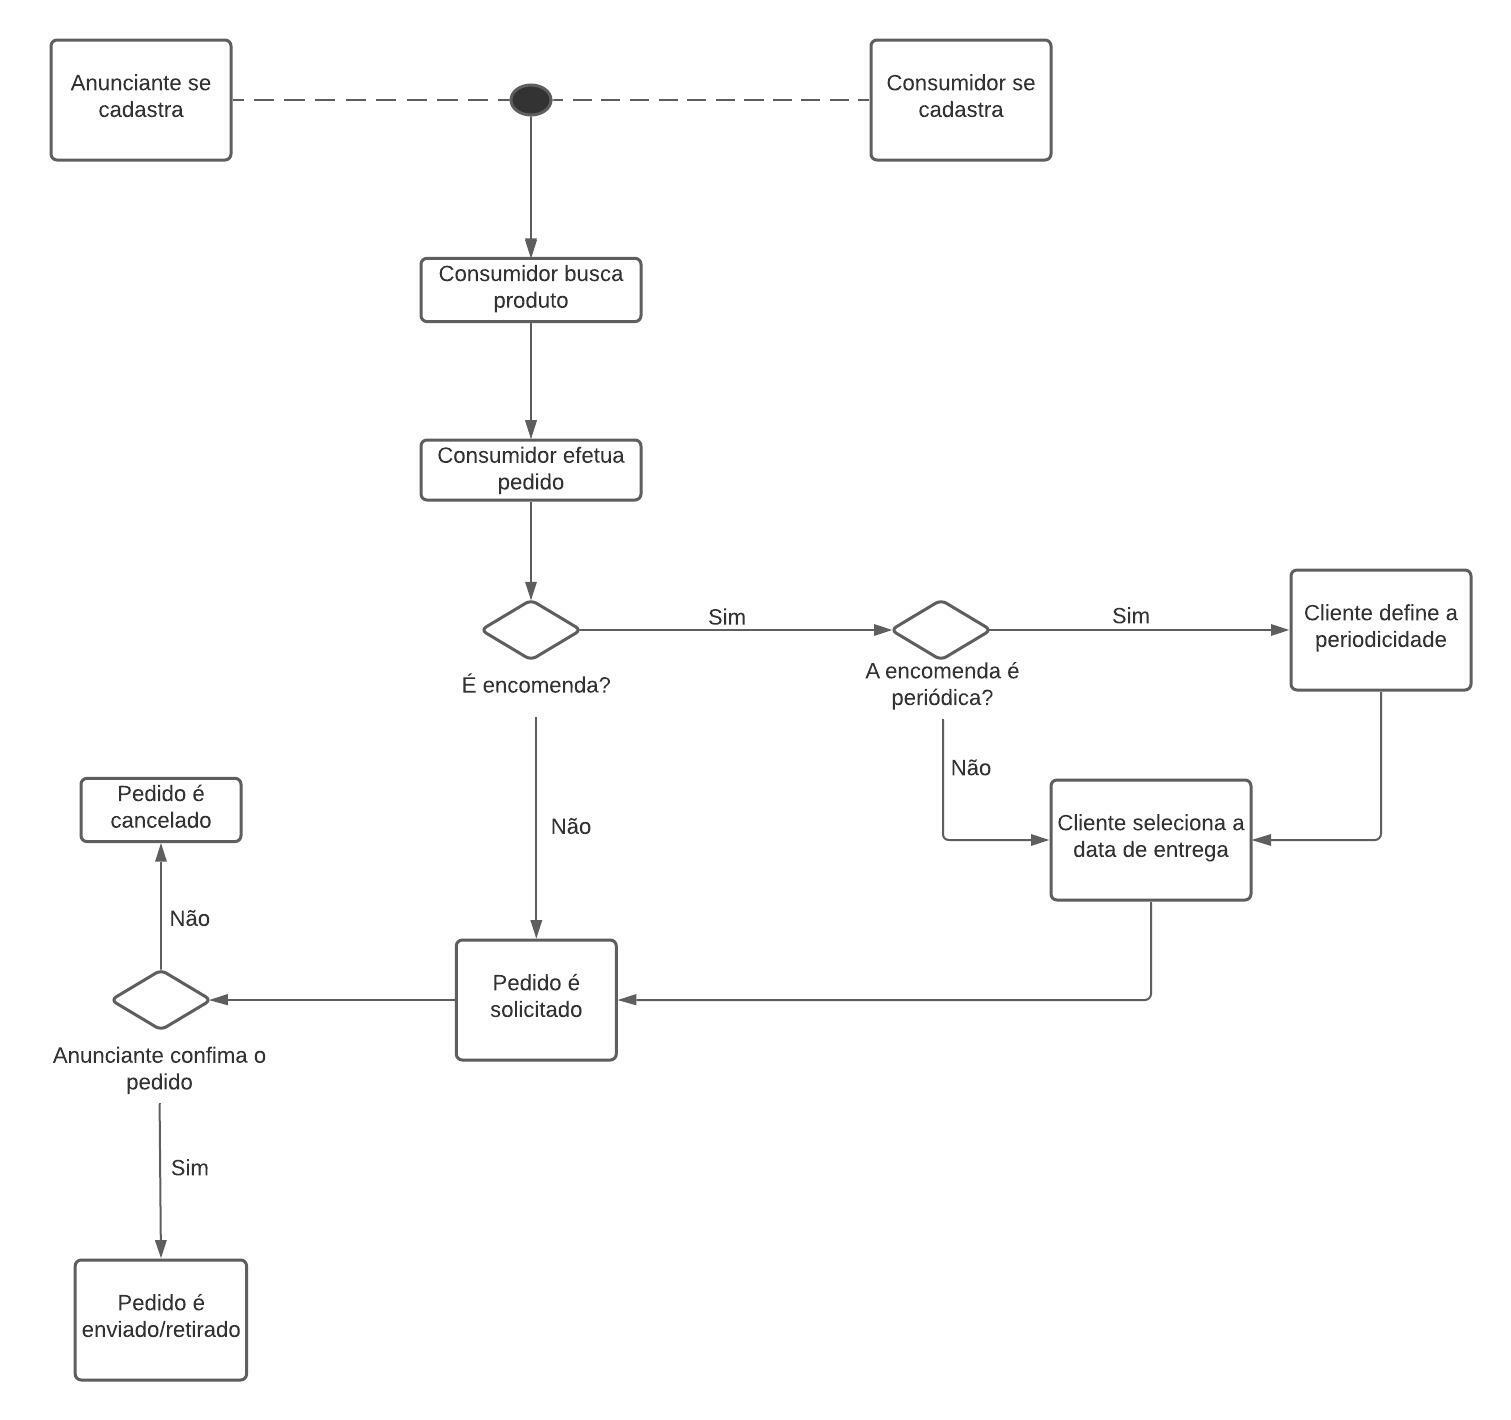 Anunciante se
cadastra
Consumidor se
cadastra
Consumidor busca
produto
Consumidor efetua
pedido
É encomenda?
Sim
A encomenda é
periódica?
Sim
Cliente define a
periodicidade
Não
Cliente seleciona a
data de entrega
Não
Pedido é
solicitado
Pedido é
cancelado
Não
Anunciante confima o
pedido
Sim
Pedido é
enviado/retirado